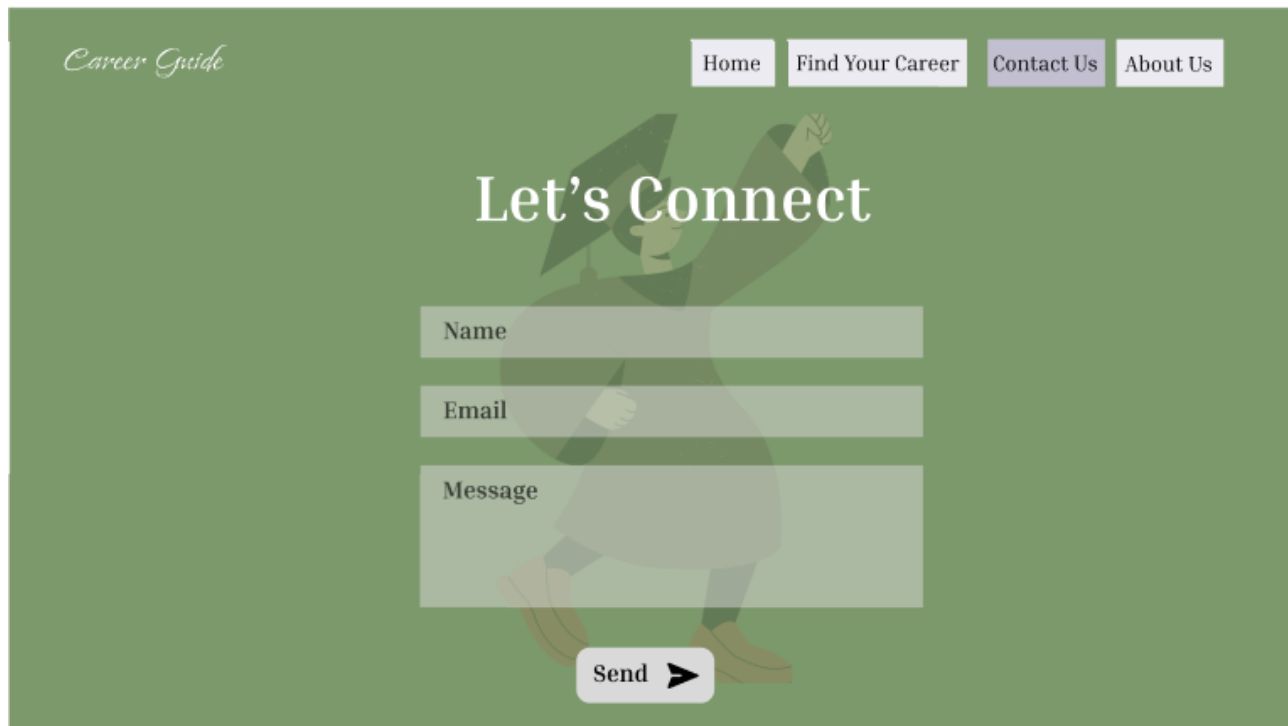 Career Guide
Home Find Your Career Contact Us About Us
Let’s Connect
Name
Email
Message
Send